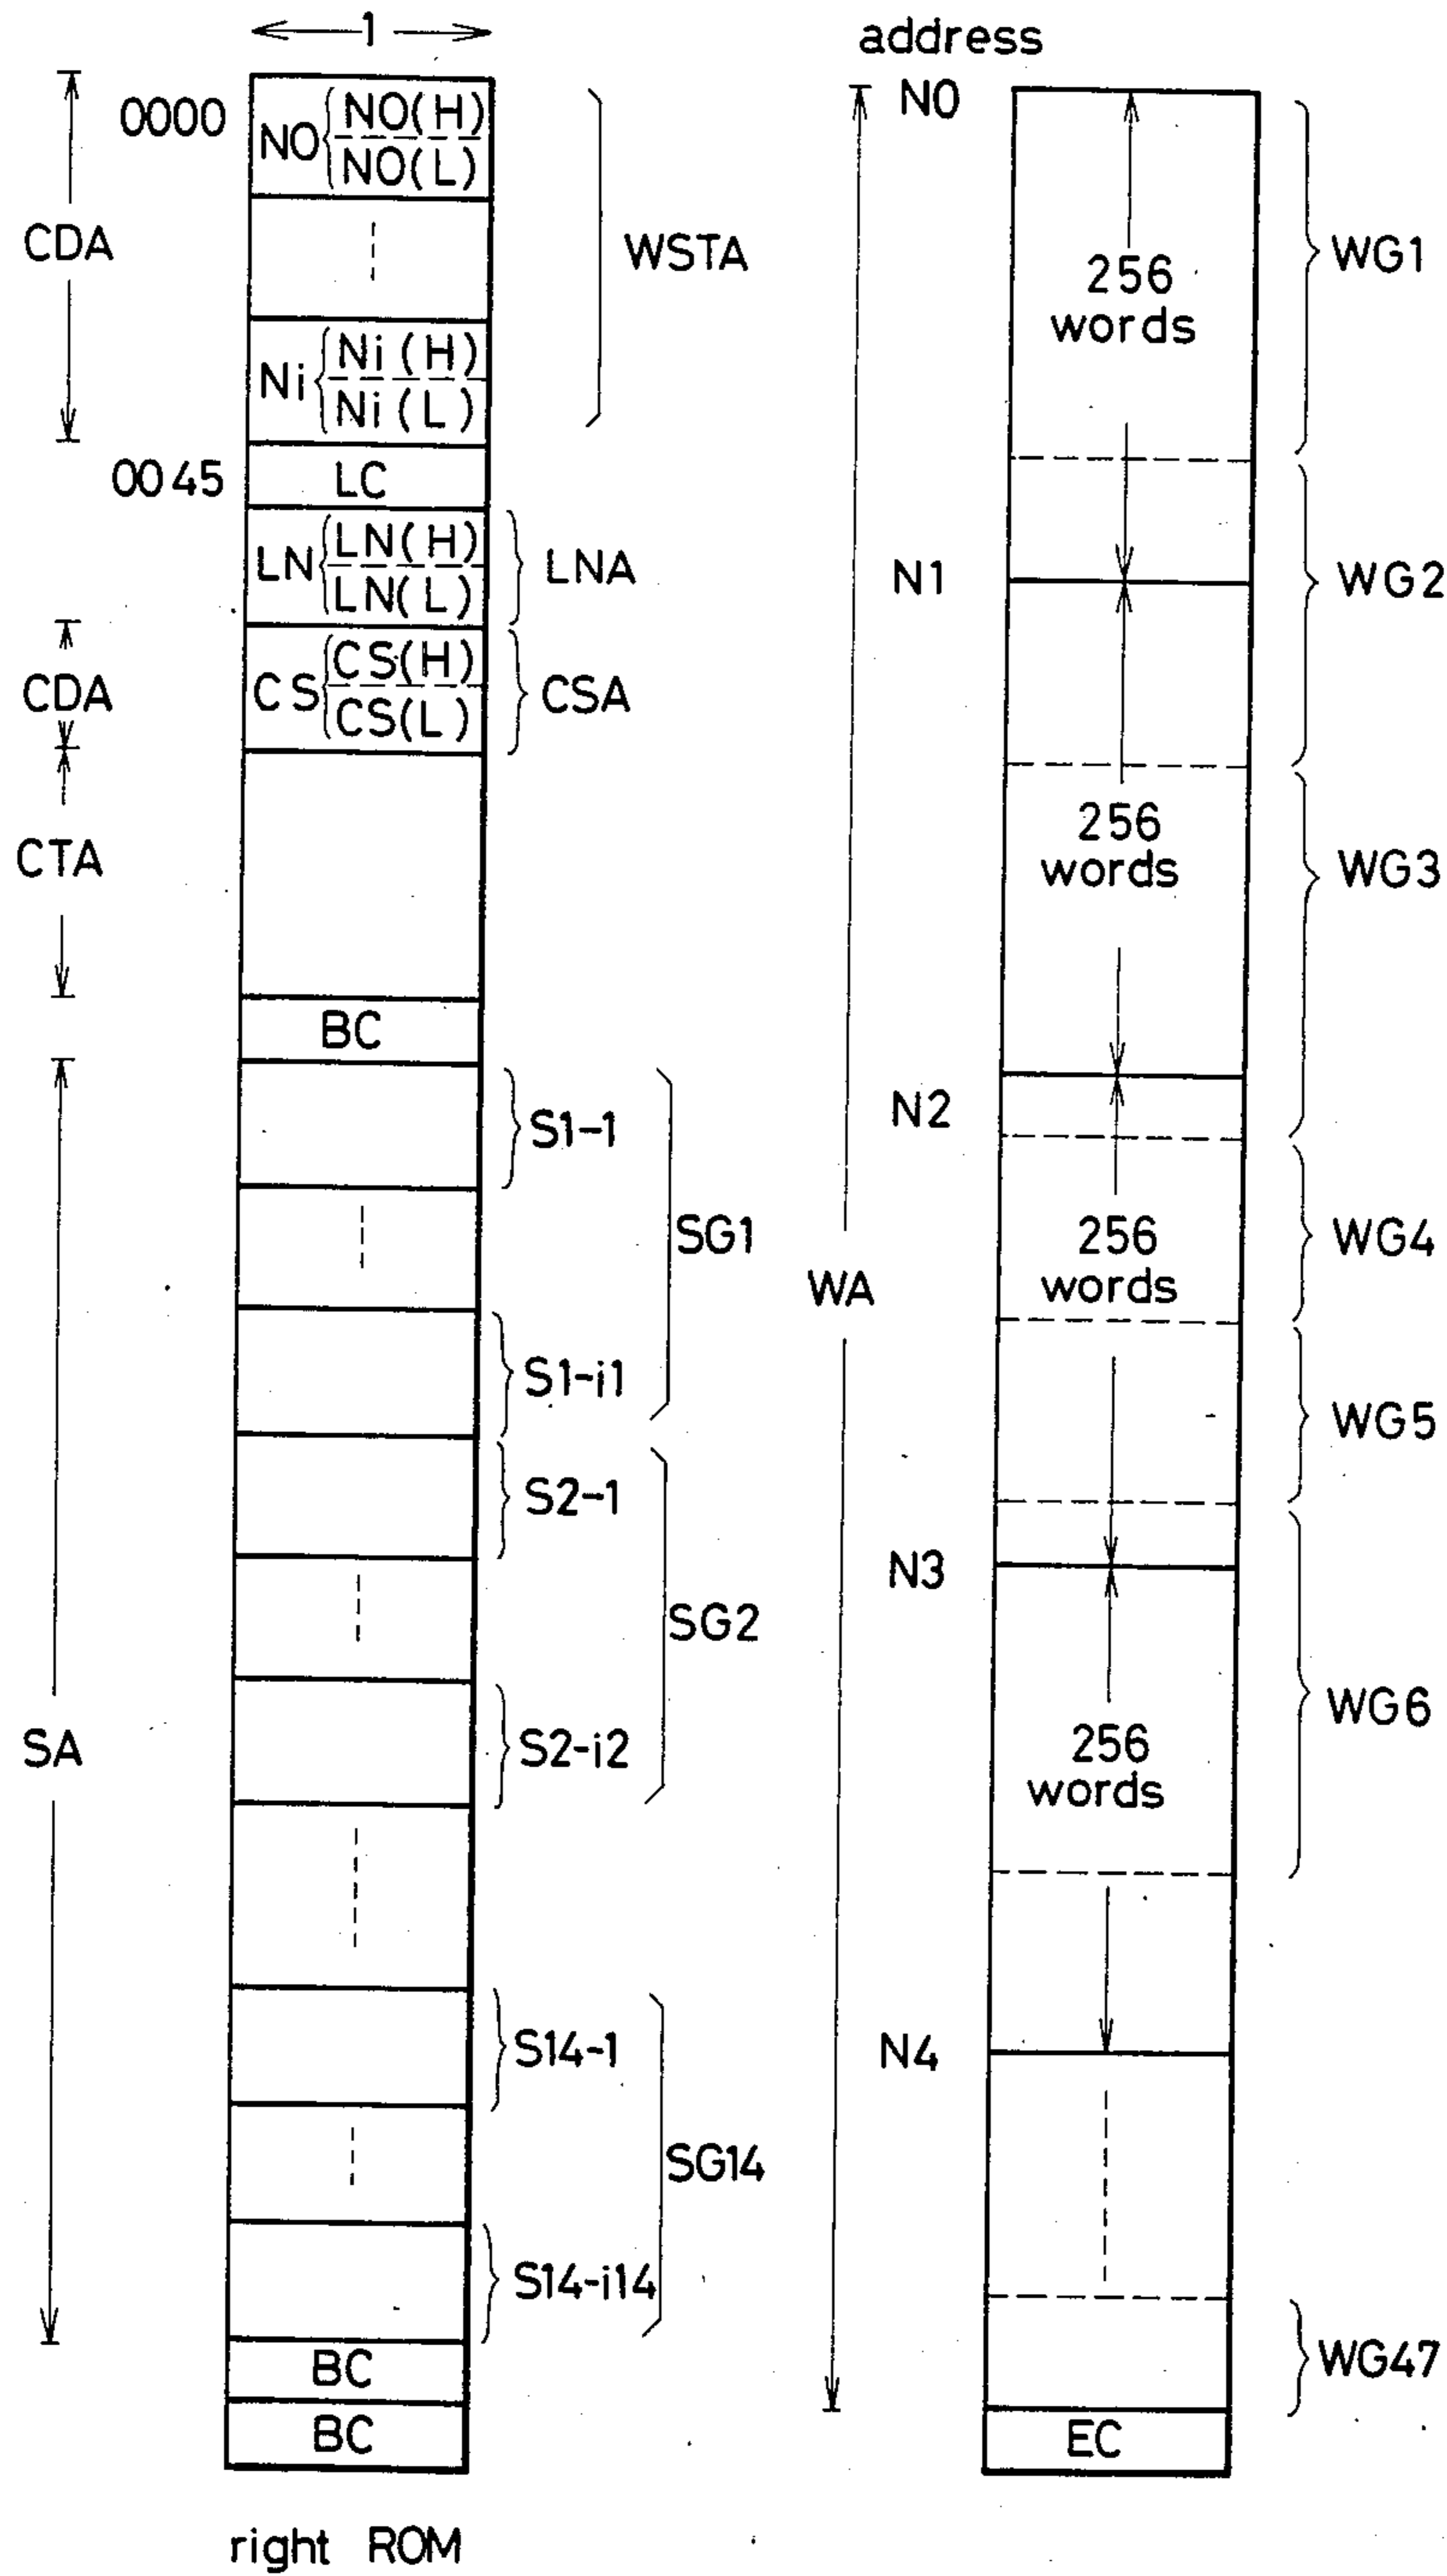 1
0000
NO
NO(H)
NO(L)
CDA
WSTA
Ni
Ni(H)
Ni(L)
0045
LC
LN
LN(H)
LN(L)
LNA
CDA
CS
CS(H)
CS(L)
CSA
CTA
BC
S1-1
SG1
S1-i1
S2-1
SG2
SA
S2-i2
S14-1
SG14
S14-i14
BC
BC
right ROM
address
N0
WG1
256
words
WG2
N1
256
words
WG3
N2
256
words
WG4
WA
WG5
N3
WG6
256
words
N4
WG47
EC